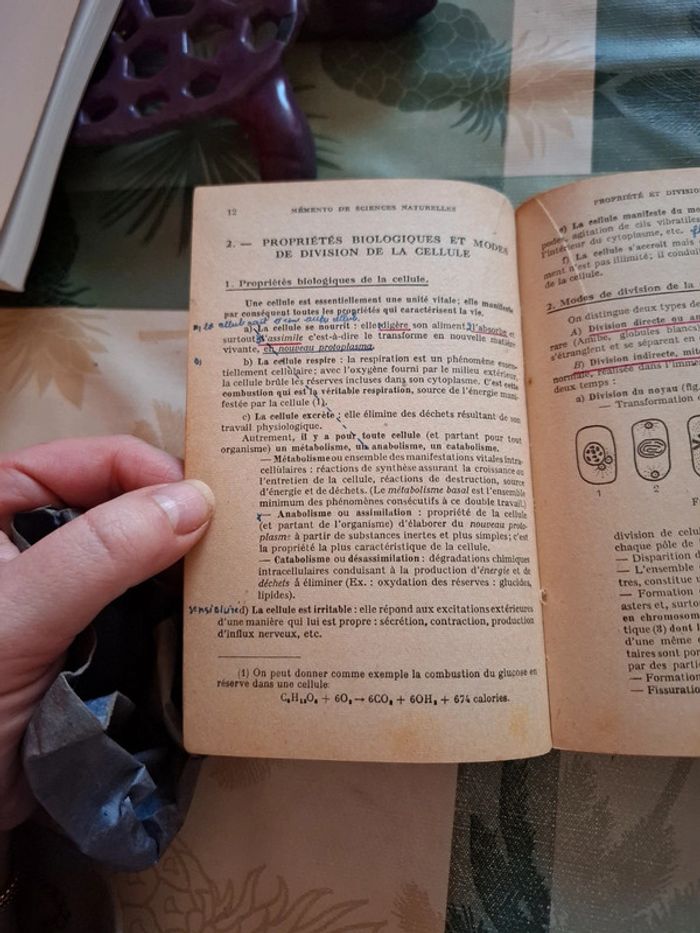 12 MÉMENTO DE SCIENCES NATURELLES
2. — PROPRIÉTÉS BIOLOGIQUES ET MODES
DE DIVISION DE LA CELLULE
1. Propriétés biologiques de la cellule.
Une cellule est essentiellement une unité vitale; elle manifeste
par conséquent toutes les propriétés qui caractérisent la vie.
a) La cellule se nourrit : elle digère son aliment, l'absorbe et
surtout l'assimile c'est-à-dire le transforme en nouvelle matière
vivante, en nouveau protoplasma.
b) La cellule respire : la respiration est un phénomène essen-
tiellement cellulaire; avec l'oxygène fourni par le milieu extérieur,
la cellule brûle les réserves incluses dans son cytoplasme. C'est cette
combustion qui est la véritable respiration, source de l'énergie mani-
festée par la cellule (1).
c) La cellule excrète : elle élimine des déchets résultant de son
travail physiologique.
Autrement, il y a pour toute cellule (et partant pour tout
organisme) un métabolisme, un anabolisme, un catabolisme.
— Métabolisme ou ensemble des manifestations vitales intra-
cellulaires : réactions de synthèse assurant la croissance ou
l'entretien de la cellule, réactions de destruction, source
d'énergie et de déchets. (Le métabolisme basal est l'ensemble
minimum des phénomènes consécutifs à ce double travail.)
— Anabolisme ou assimilation : propriété de la cellule
(et partant de l'organisme) d'élaborer du nouveau proto-
plasme à partir de substances inertes et plus simples; c'est
la propriété la plus caractéristique de la cellule.
— Catabolisme ou désassimilation : dégradations chimiques
intracellulaires conduisant à la production d'énergie et de
déchets à éliminer (Ex. : oxydation des réserves : glucides,
lipides).
d) La cellule est irritable : elle répond aux excitations extérieures
d'une manière qui lui est propre : sécrétion, contraction, production
d'influx nerveux, etc.
(1) On peut donner comme exemple la combustion du glucose en
réserve dans une cellule:
C₆H₁₂O₆ + 6O₂ → 6CO₂ + 6OH₂ + 674 calories.
PROPRIÉTÉ ET DIVISIO
e) La cellule manifeste du mo
podes, agitation de cils vibratiles
l'intérieur du cytoplasme, etc.
f) La cellule s'accroît mais
ment n'est pas illimité; il condui
de la cellule.
2. Modes de division de la
On distingue deux types de
A) Division directe ou am
rare (Amibe, globules blancs
s'étranglent et se séparent en
B) Division indirecte, mit
normale, réalisée dans l'imme
deux temps :
a) Division du noyau (fig.
— Transformation d
1 2
F
division de celui
chaque pôle de
— Disparition d
— L'ensemble
tres, constitue
— Formation
asters et, surto
en chromosom
tique (3) dont l
d'une même
taires sont por
par des parti
— Formation
— Fissuration